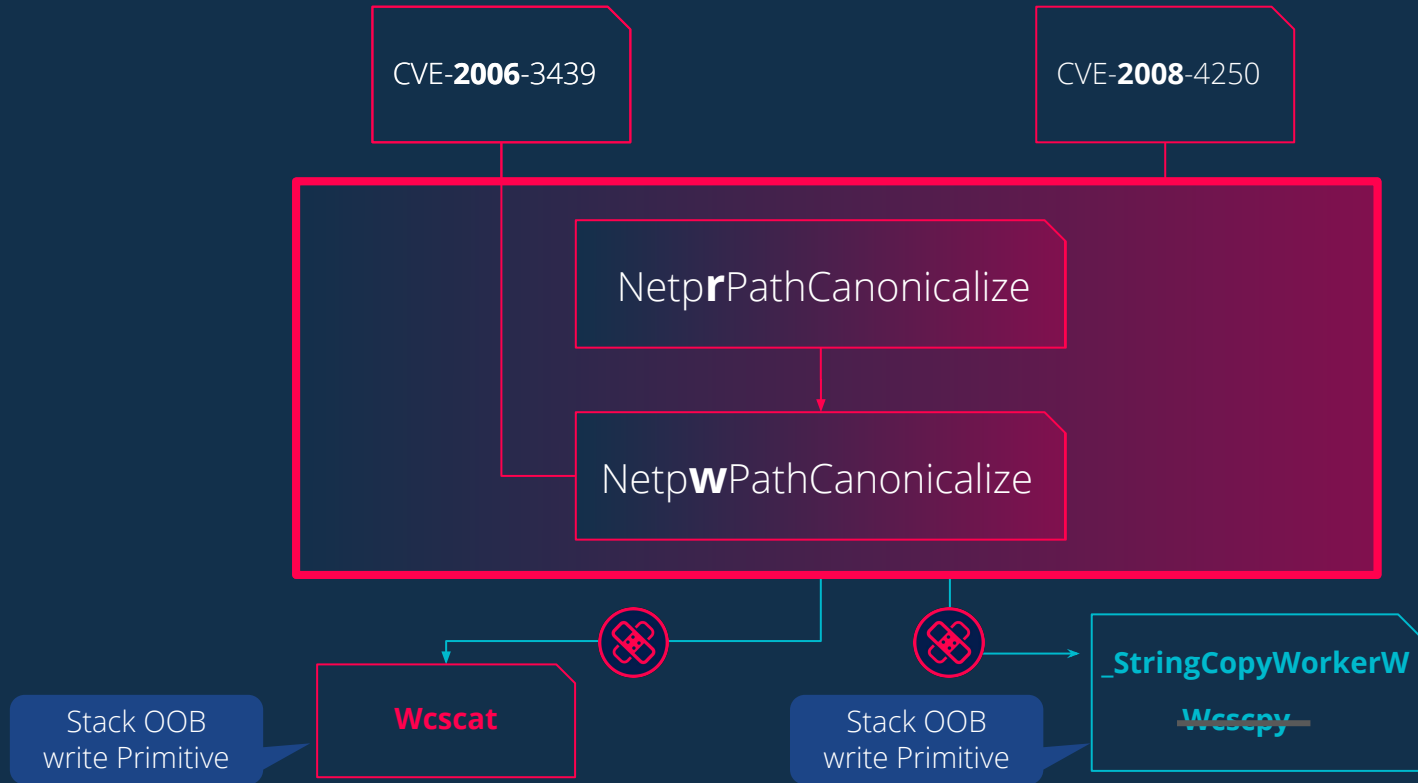 CVE-2006-3439
CVE-2008-4250
NetprPathCanonicalize
NetpwPathCanonicalize
Stack OOB
write Primitive
Wcscat
Stack OOB
write Primitive
_StringCopyWorkerW
Wcscpy